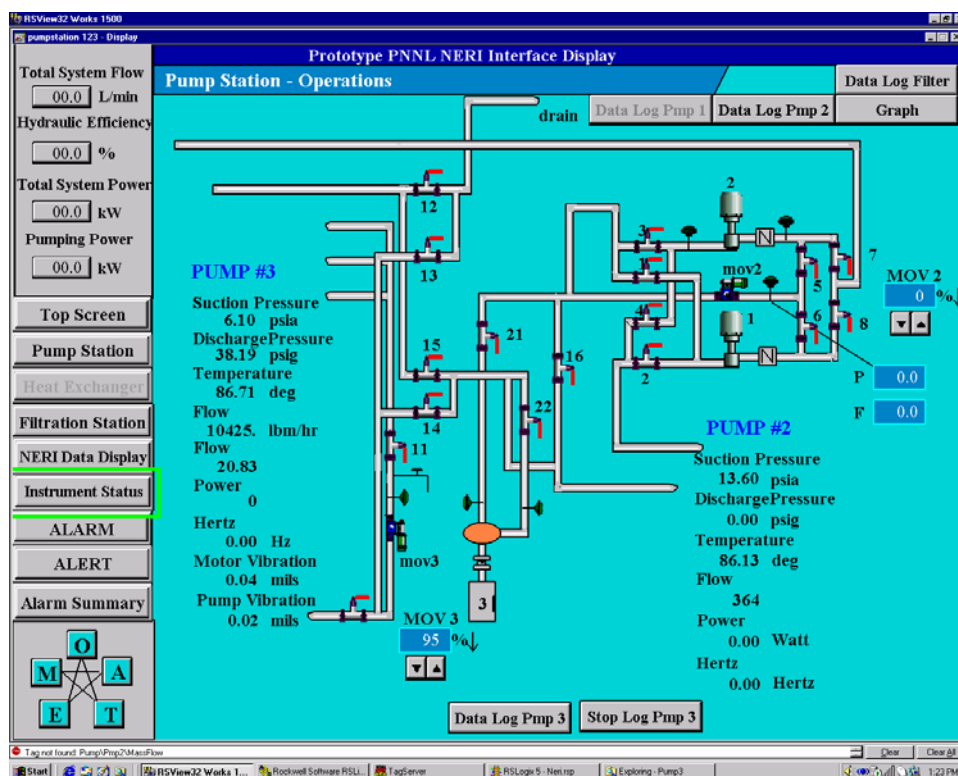 RSView32 Works 1500
pumpstation 123 - Display
Prototype PNNL NERI Interface Display
Pump Station - Operations
Data Log Filter
drain
Data Log Pmp 1
Data Log Pmp 2
Graph
Total System Flow
00.0 L/min
Hydraulic Efficiency
00.0 %
Total System Power
00.0 kW
Pumping Power
00.0 kW
Top Screen
Pump Station
Heat Exchanger
Filtration Station
NERI Data Display
Instrument Status
ALARM
ALERT
Alarm Summary
O
M A
E T
PUMP #3
Suction Pressure
6.10 psia
DischargePressure
38.19 psig
Temperature
86.71 deg
Flow
10425. lbm/hr
Flow
20.83
Power
0
Hertz
0.00 Hz
Motor Vibration
0.04 mils
Pump Vibration
0.02 mils
12
13
15
14
11
mov3
MOV 3
95 %
21
16
22
3
2
3
1
mov2
4
1
2
5
6
7
8
MOV 2
0 %
P 0.0
F 0.0
PUMP #2
Suction Pressure
13.60 psia
DischargePressure
0.00 psig
Temperature
86.13 deg
Flow
364
Power
0.00 Watt
Hertz
0.00 Hertz
Data Log Pmp 3
Stop Log Pmp 3
Tag not found: Pump\Pmp2\MassFlow
Clear
Clear All
Start
RSView32 Works 1...
Rockwell Software RSLi...
TagServer
RSLogix 5 - Neri.rsp
Exploring - Pump3
1:23 PM